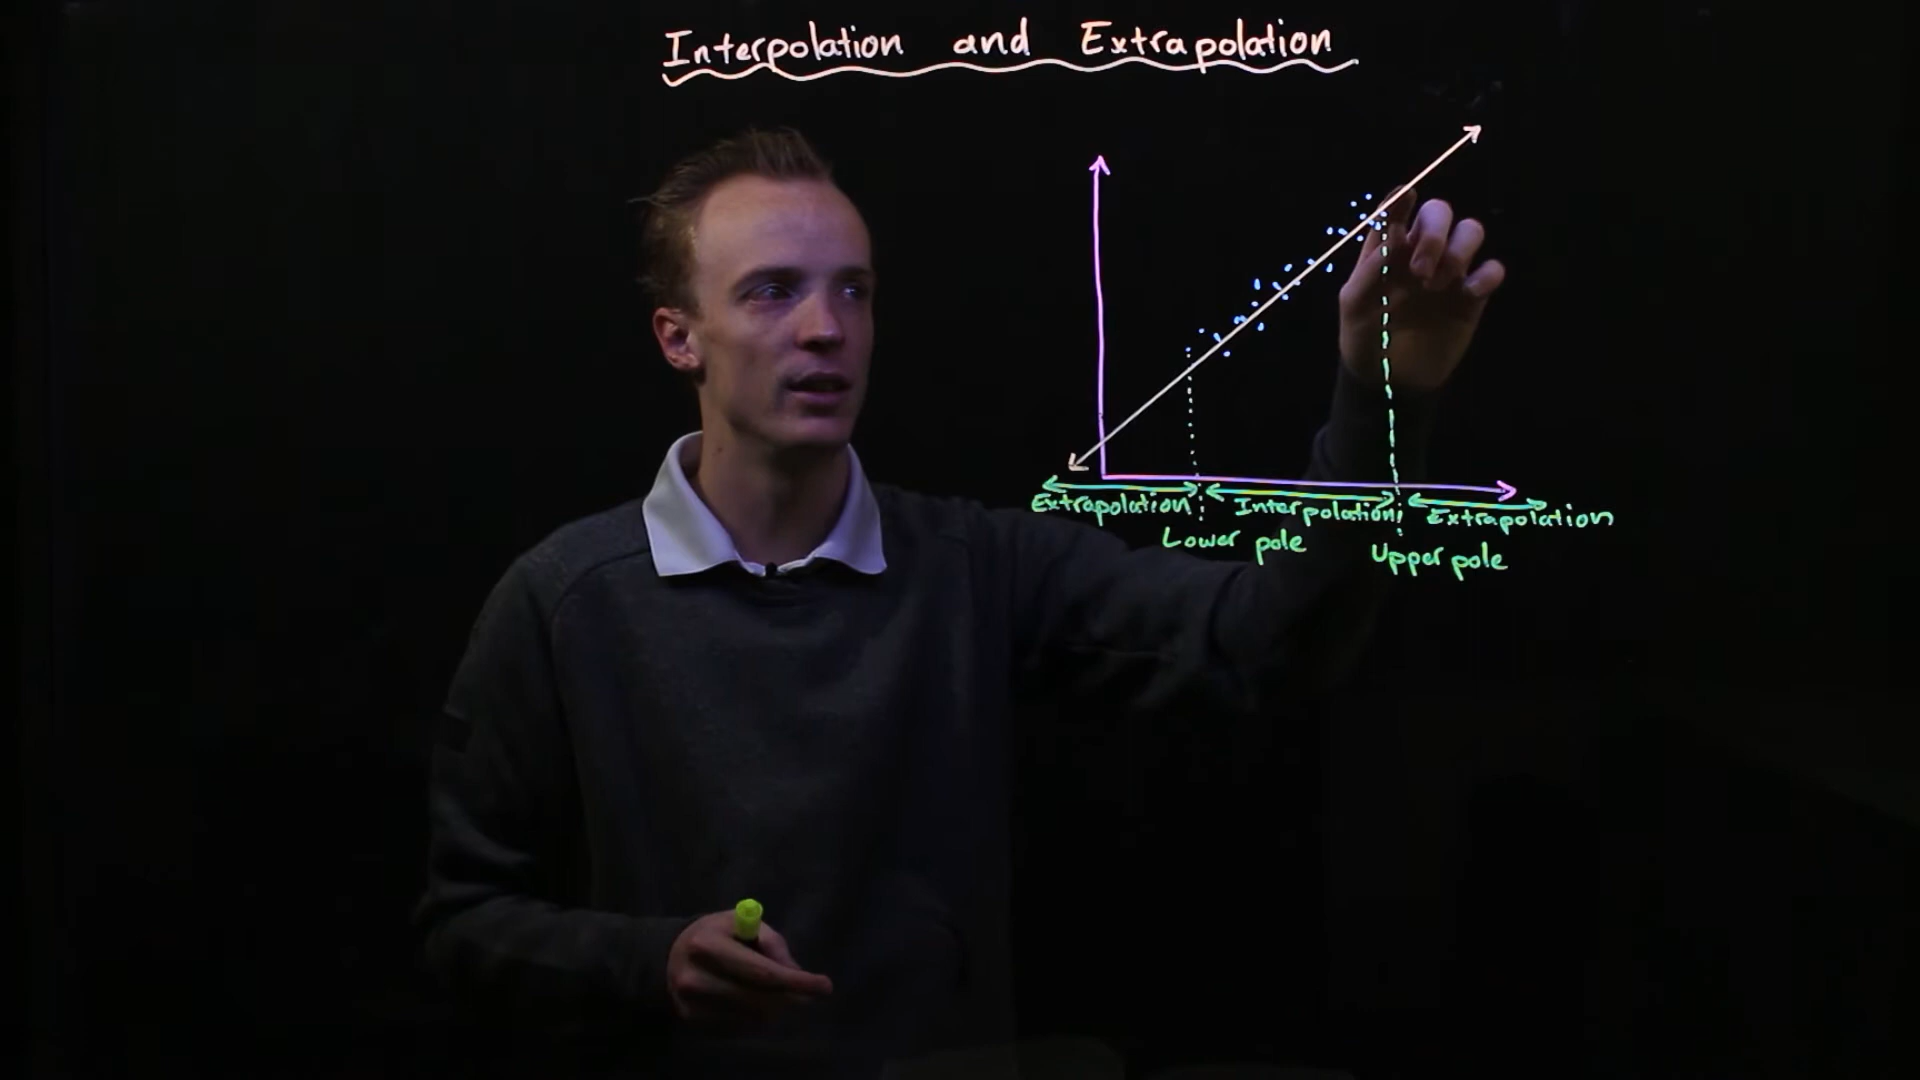 Interpolation and Extrapolation
Extrapolation Interpolation Extrapolation
Lower pole Upper pole